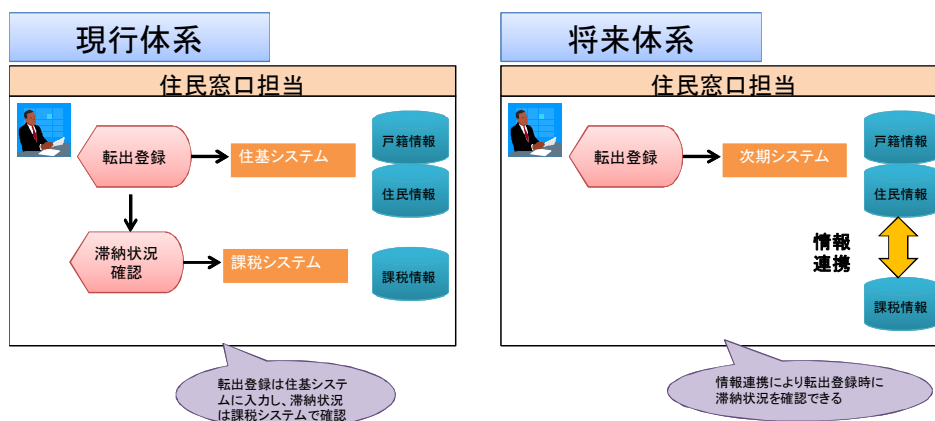 現行体系
住民窓口担当
転出登録
住基システム
戸籍情報
住民情報
滞納状況
確認
課税システム
課税情報
転出登録は住基システ
ムに入力し、滞納状況
は課税システムで確認
将来体系
住民窓口担当
転出登録
次期システム
戸籍情報
住民情報
情報
連携
課税情報
情報連携により転出登録時に
滞納状況を確認できる